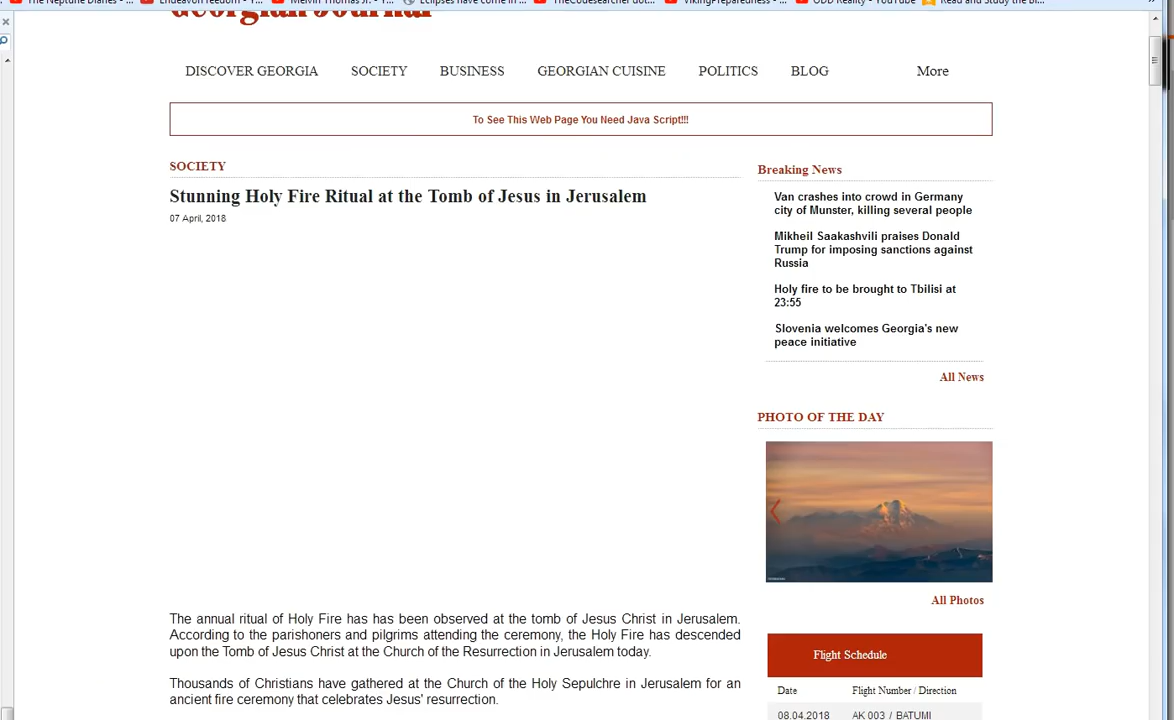 The Neptune Diaries - ...
EndeavorFreedom - Y...
Melvin Thomas Jr. - Y...
Eclipses have come in ...
TheCodesearcher dot...
VikingPreparedness - ...
ODD Reality - YouTube
Read and Study the Bi...
Georgian Journal
DISCOVER GEORGIA SOCIETY BUSINESS GEORGIAN CUISINE POLITICS BLOG More
To See This Web Page You Need Java Script!!!
SOCIETY
Stunning Holy Fire Ritual at the Tomb of Jesus in Jerusalem
07 April, 2018
The annual ritual of Holy Fire has has been observed at the tomb of Jesus Christ in Jerusalem.
According to the parishoners and pilgrims attending the ceremony, the Holy Fire has descended
upon the Tomb of Jesus Christ at the Church of the Resurrection in Jerusalem today.
Thousands of Christians have gathered at the Church of the Holy Sepulchre in Jerusalem for an
ancient fire ceremony that celebrates Jesus' resurrection.
Breaking News
Van crashes into crowd in Germany
city of Munster, killing several people
Mikheil Saakashvili praises Donald
Trump for imposing sanctions against
Russia
Holy fire to be brought to Tbilisi at
23:55
Slovenia welcomes Georgia's new
peace initiative
All News
PHOTO OF THE DAY
All Photos
Flight Schedule
Date Flight Number / Direction
08.04.2018 AK 003 / BATUMI